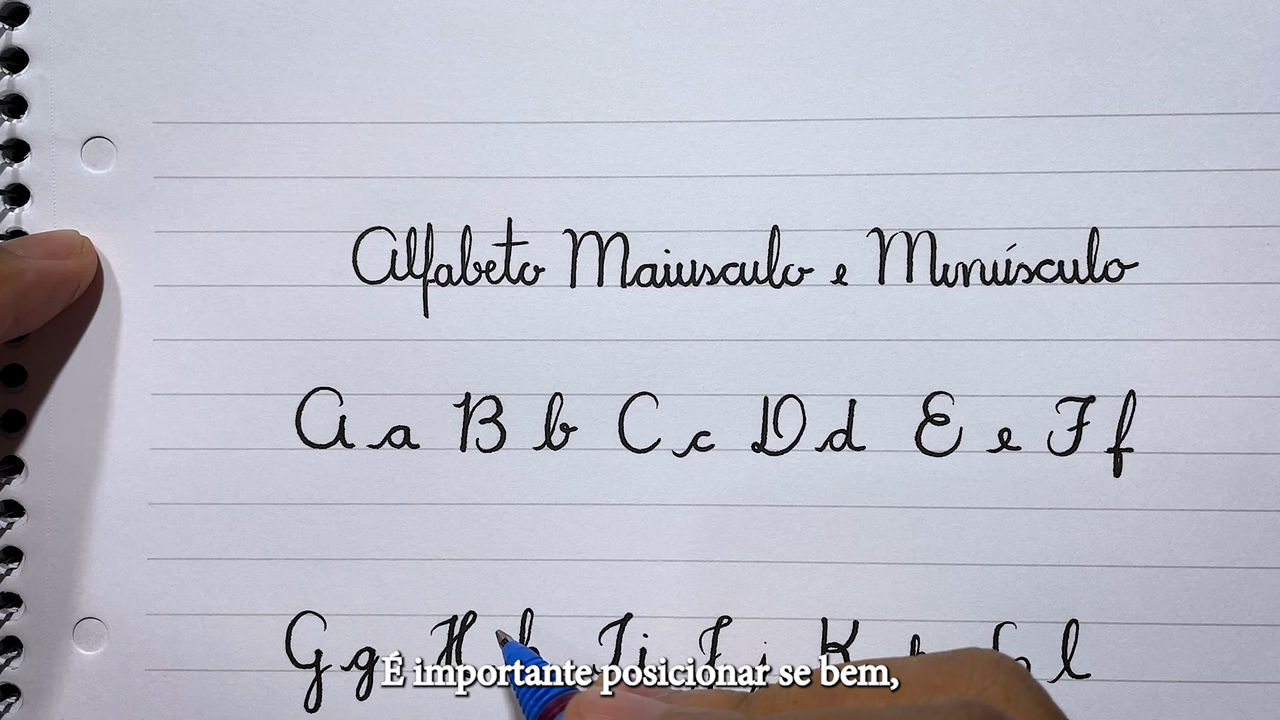 Alfabeto Maiusculo e Minúsculo
A a B b C c D d E e F f
G g H h I i J j K k L l
É importante posicionar se bem,